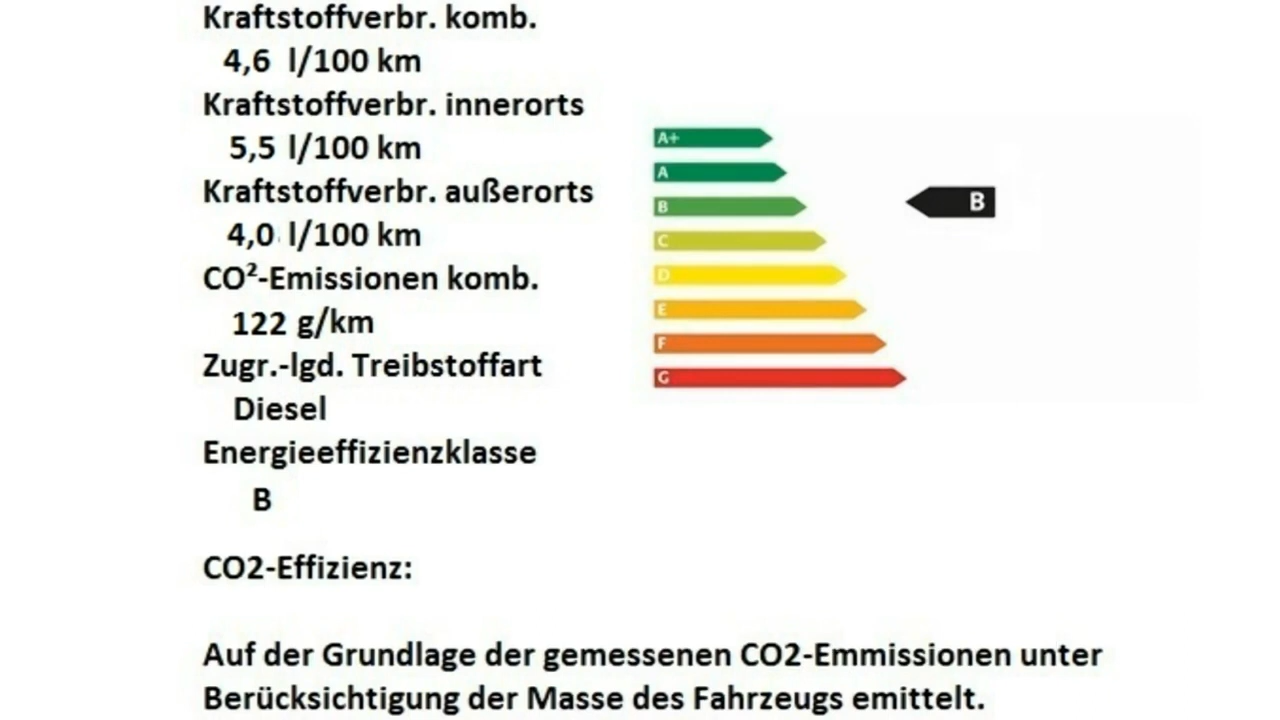 Kraftstoffverbr. komb.
4,6 l/100 km
Kraftstoffverbr. innerorts
5,5 l/100 km
Kraftstoffverbr. außerorts
4,0 l/100 km
CO²-Emissionen komb.
122 g/km
Zugr.-lgd. Treibstoffart
Diesel
Energieeffizienzklasse
B
A+
A
B
B
C
D
E
F
G
CO2-Effizienz:
Auf der Grundlage der gemessenen CO2-Emmissionen unter
Berücksichtigung der Masse des Fahrzeugs emittelt.